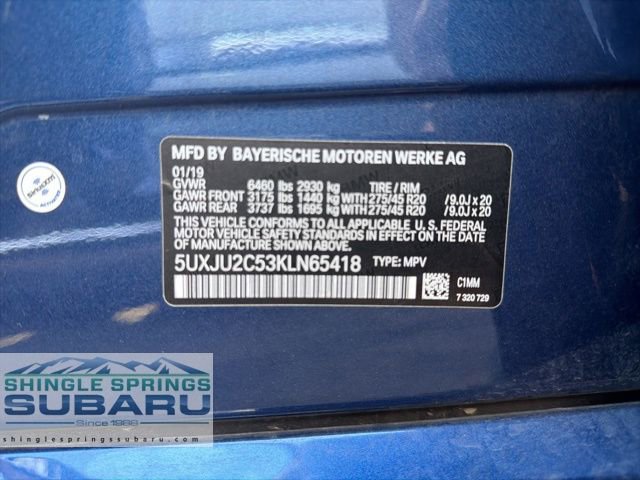 MFD BY BAYERISCHE MOTOREN WERKE AG
01/19
GVWR 6460 lbs 2930 kg TIRE / RIM
GAWR FRONT 3175 lbs 1440 kg WITH 275/45 R20 /9.0J x 20
GAWR REAR 3737 lbs 1695 kg WITH 275/45 R20 /9.0J x 20
THIS VEHICLE CONFORMS TO ALL APPLICABLE U. S. FEDERAL
MOTOR VEHICLE SAFETY STANDARDS IN EFFECT ON THE
DATE OF MANUFACTURE SHOWN ABOVE.
5UXJU2C53KLN65418 TYPE: MPV
C1MM
7 320 729
SiriusXM
SHINGLE SPRINGS
SUBARU
Since 1988
shinglespringssubaru.com